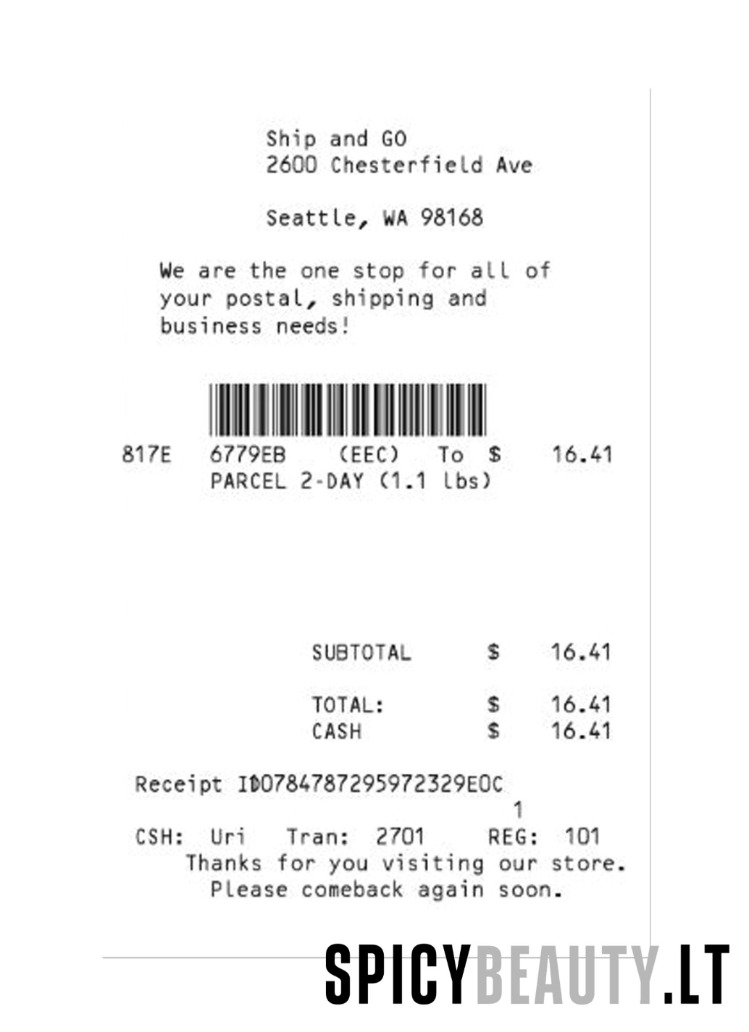 Ship and GO
2600 Chesterfield Ave
Seattle, WA 98168
We are the one stop for all of
your postal, shipping and
business needs!
817E 6779EB (EEC) To $ 16.41
PARCEL 2-DAY (1.1 lbs)
SUBTOTAL $ 16.41
TOTAL: $ 16.41
CASH $ 16.41
Receipt ID0784787295972329EOC
1
CSH: Uri Tran: 2701 REG: 101
Thanks for you visiting our store.
Please comeback again soon.
SPICYBEAUTY.LT